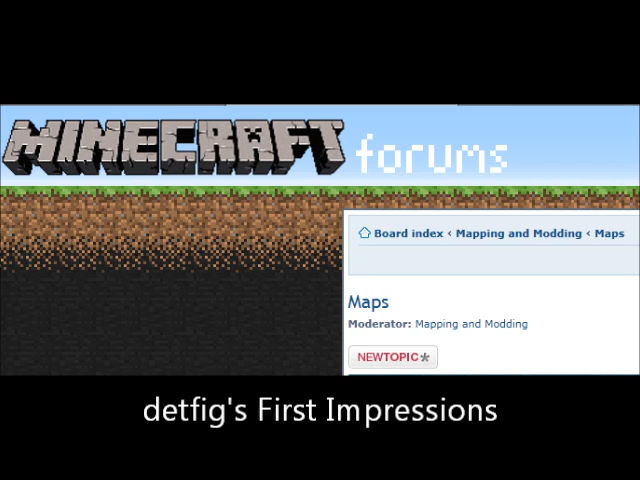 MINECRAFT forums
Board index ‹ Mapping and Modding ‹ Maps
Maps
Moderator: Mapping and Modding
NEWTOPIC*
detfig's First Impressions